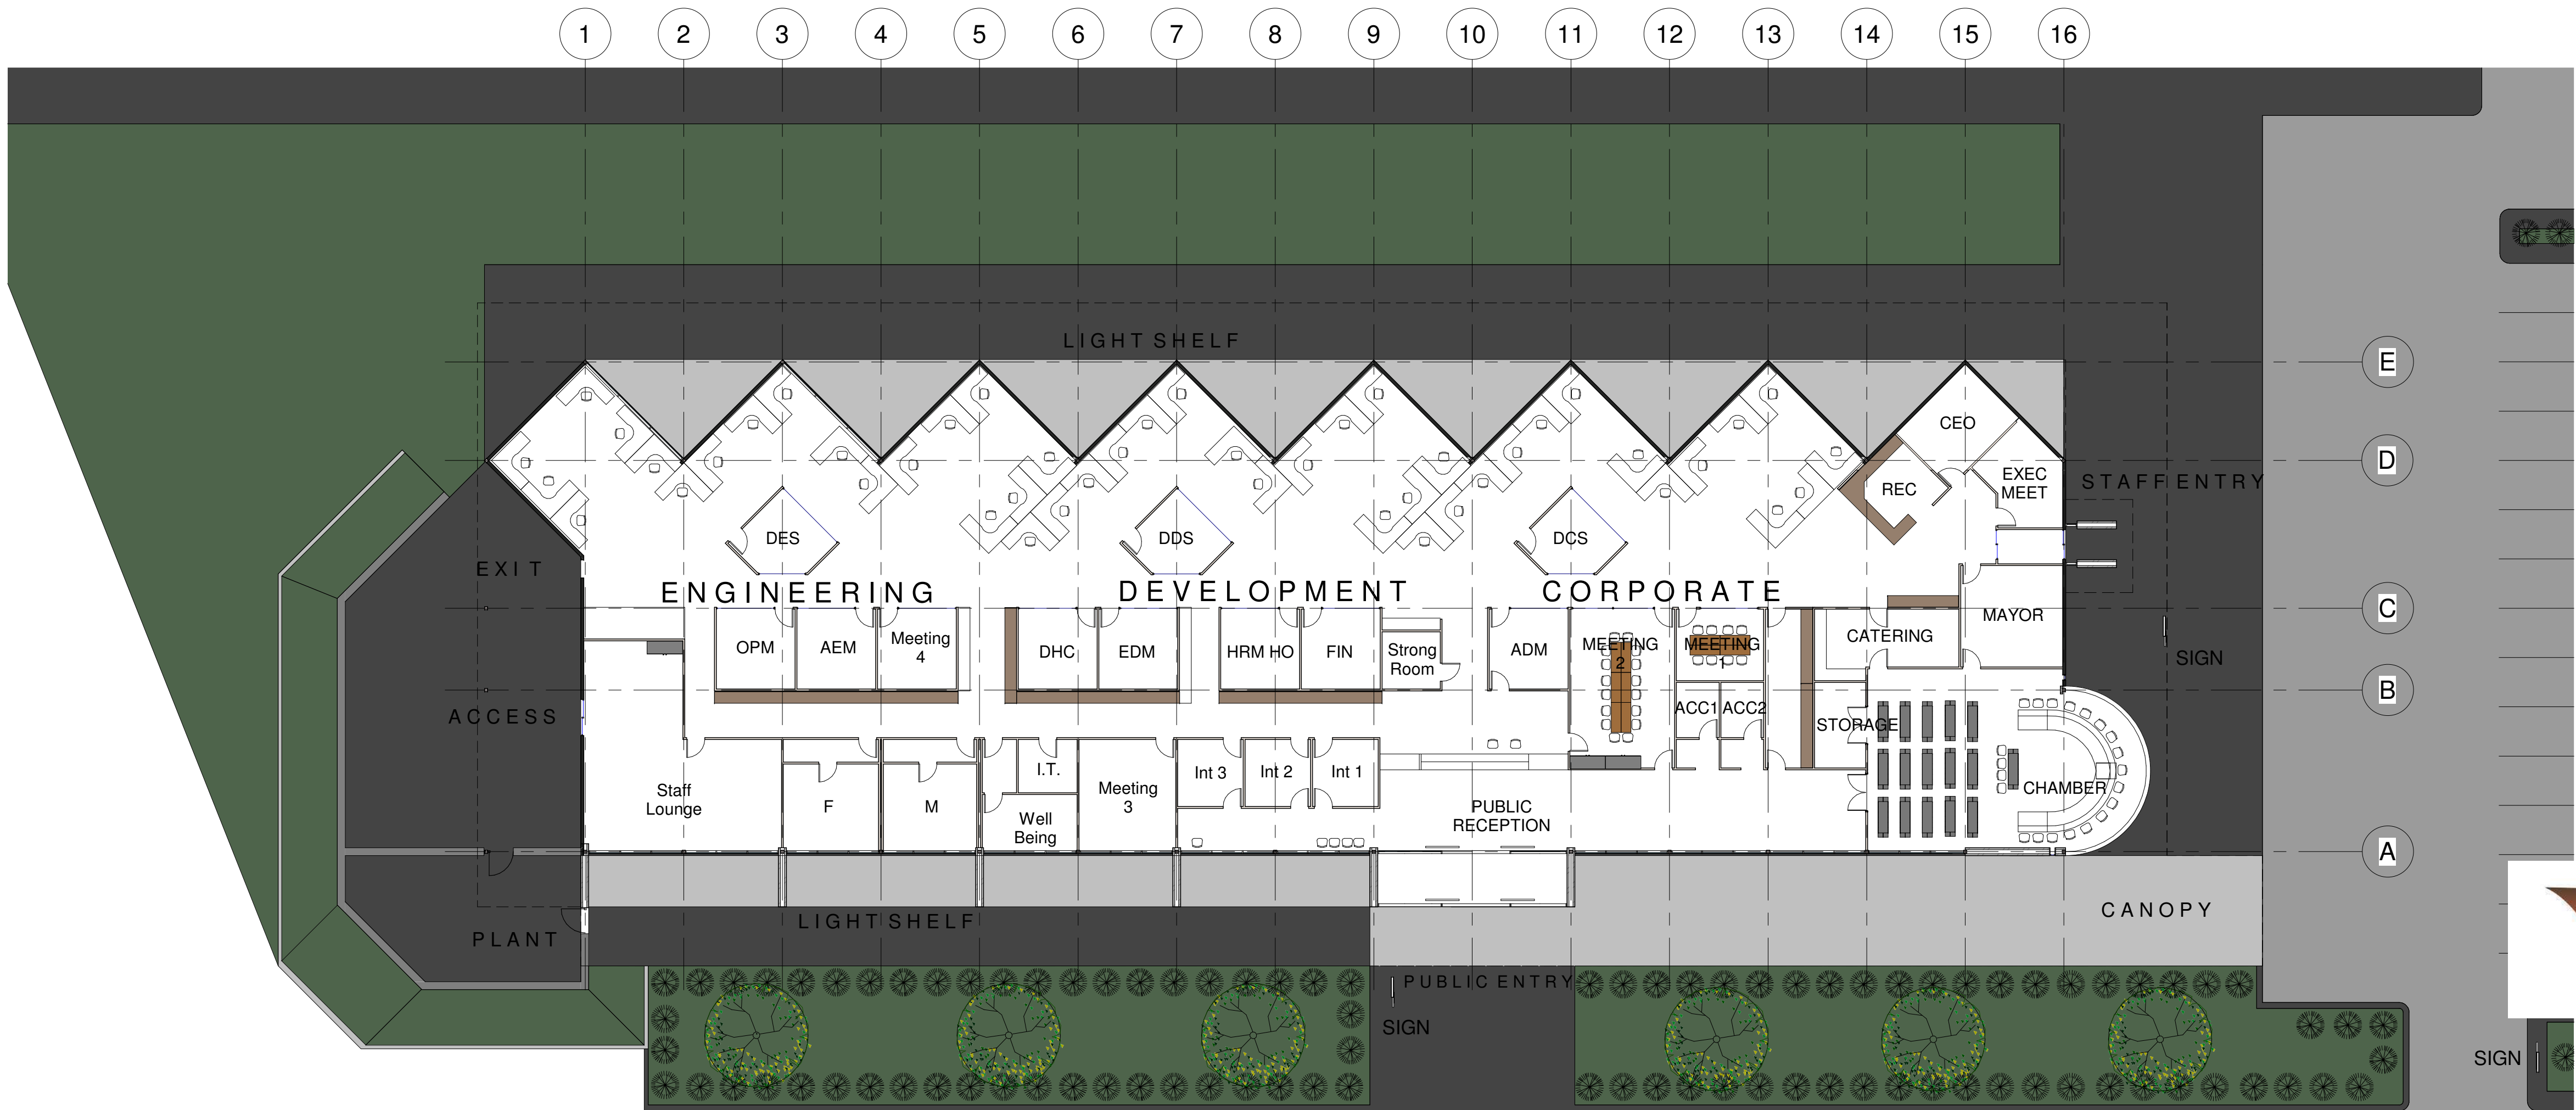 1 2 3 4 5 6 7 8 9 10 11 12 13 14 15 16
LIGHT SHELF
E
CEO
D
EXEC
MEET
STAFF ENTRY
REC
DES
DDS
DCS
EXIT
ENGINEERING
DEVELOPMENT
CORPORATE
C
MAYOR
OPM
AEM
Meeting
4
DHC
EDM
HRM HO
FIN
Strong
Room
ADM
MEETING
2
MEETING
1
CATERING
SIGN
B
ACCESS
ACC1
ACC2
STORAGE
I.T.
Int 3
Int 2
Int 1
Staff
Lounge
F
M
Well
Being
Meeting
3
PUBLIC
RECEPTION
CHAMBER
A
LIGHT SHELF
CANOPY
PLANT
PUBLIC ENTRY
SIGN
SIGN